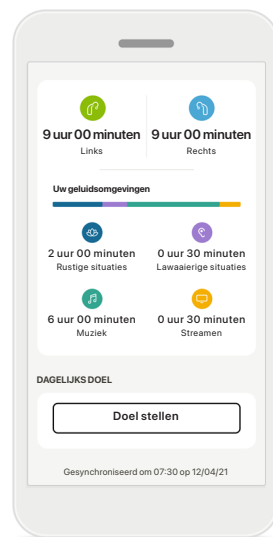 9 uur 00 minuten
Links
9 uur 00 minuten
Rechts
Uw geluidsomgevingen
2 uur 00 minuten
Rustige situaties
0 uur 30 minuten
Lawaaierige situaties
6 uur 00 minuten
Muziek
0 uur 30 minuten
Streamen
DAGELIJKS DOEL
Doel stellen
Gesynchroniseerd om 07:30 op 12/04/21